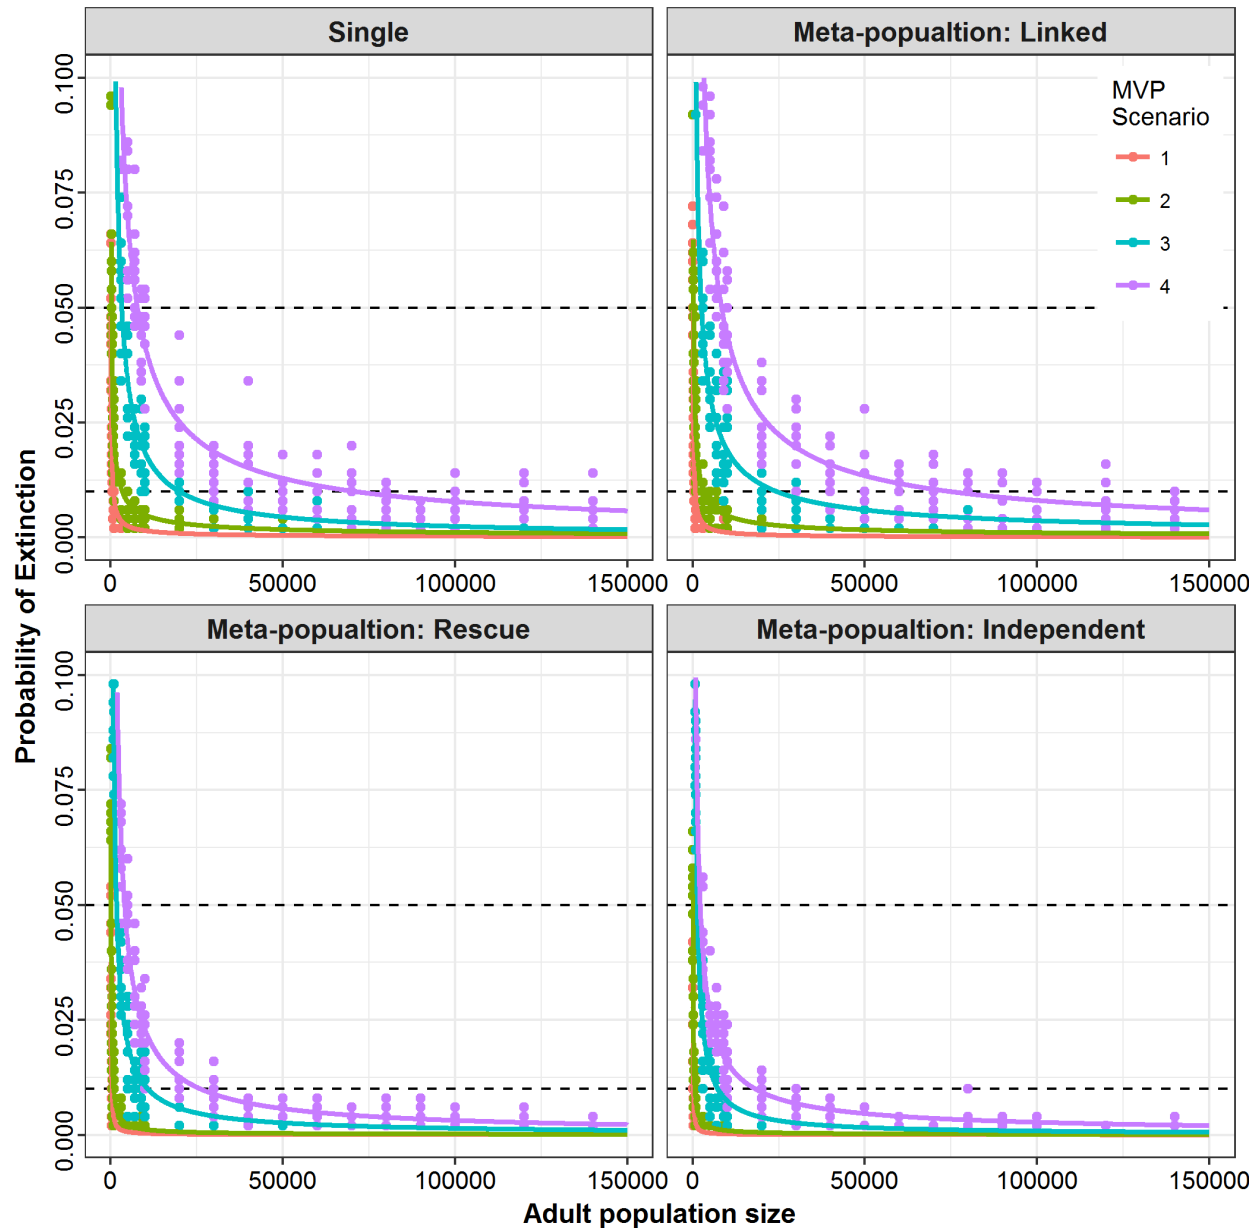 Single
Meta-popualtion: Linked
0.100
0.075
0.050
0.025
0.000
MVP
Scenario
1
2
3
4
0 50000 100000 150000
0 50000 100000 150000
Probability of Extinction
Meta-popualtion: Rescue
Meta-popualtion: Independent
0.100
0.075
0.050
0.025
0.000
0 50000 100000 150000
0 50000 100000 150000
Adult population size